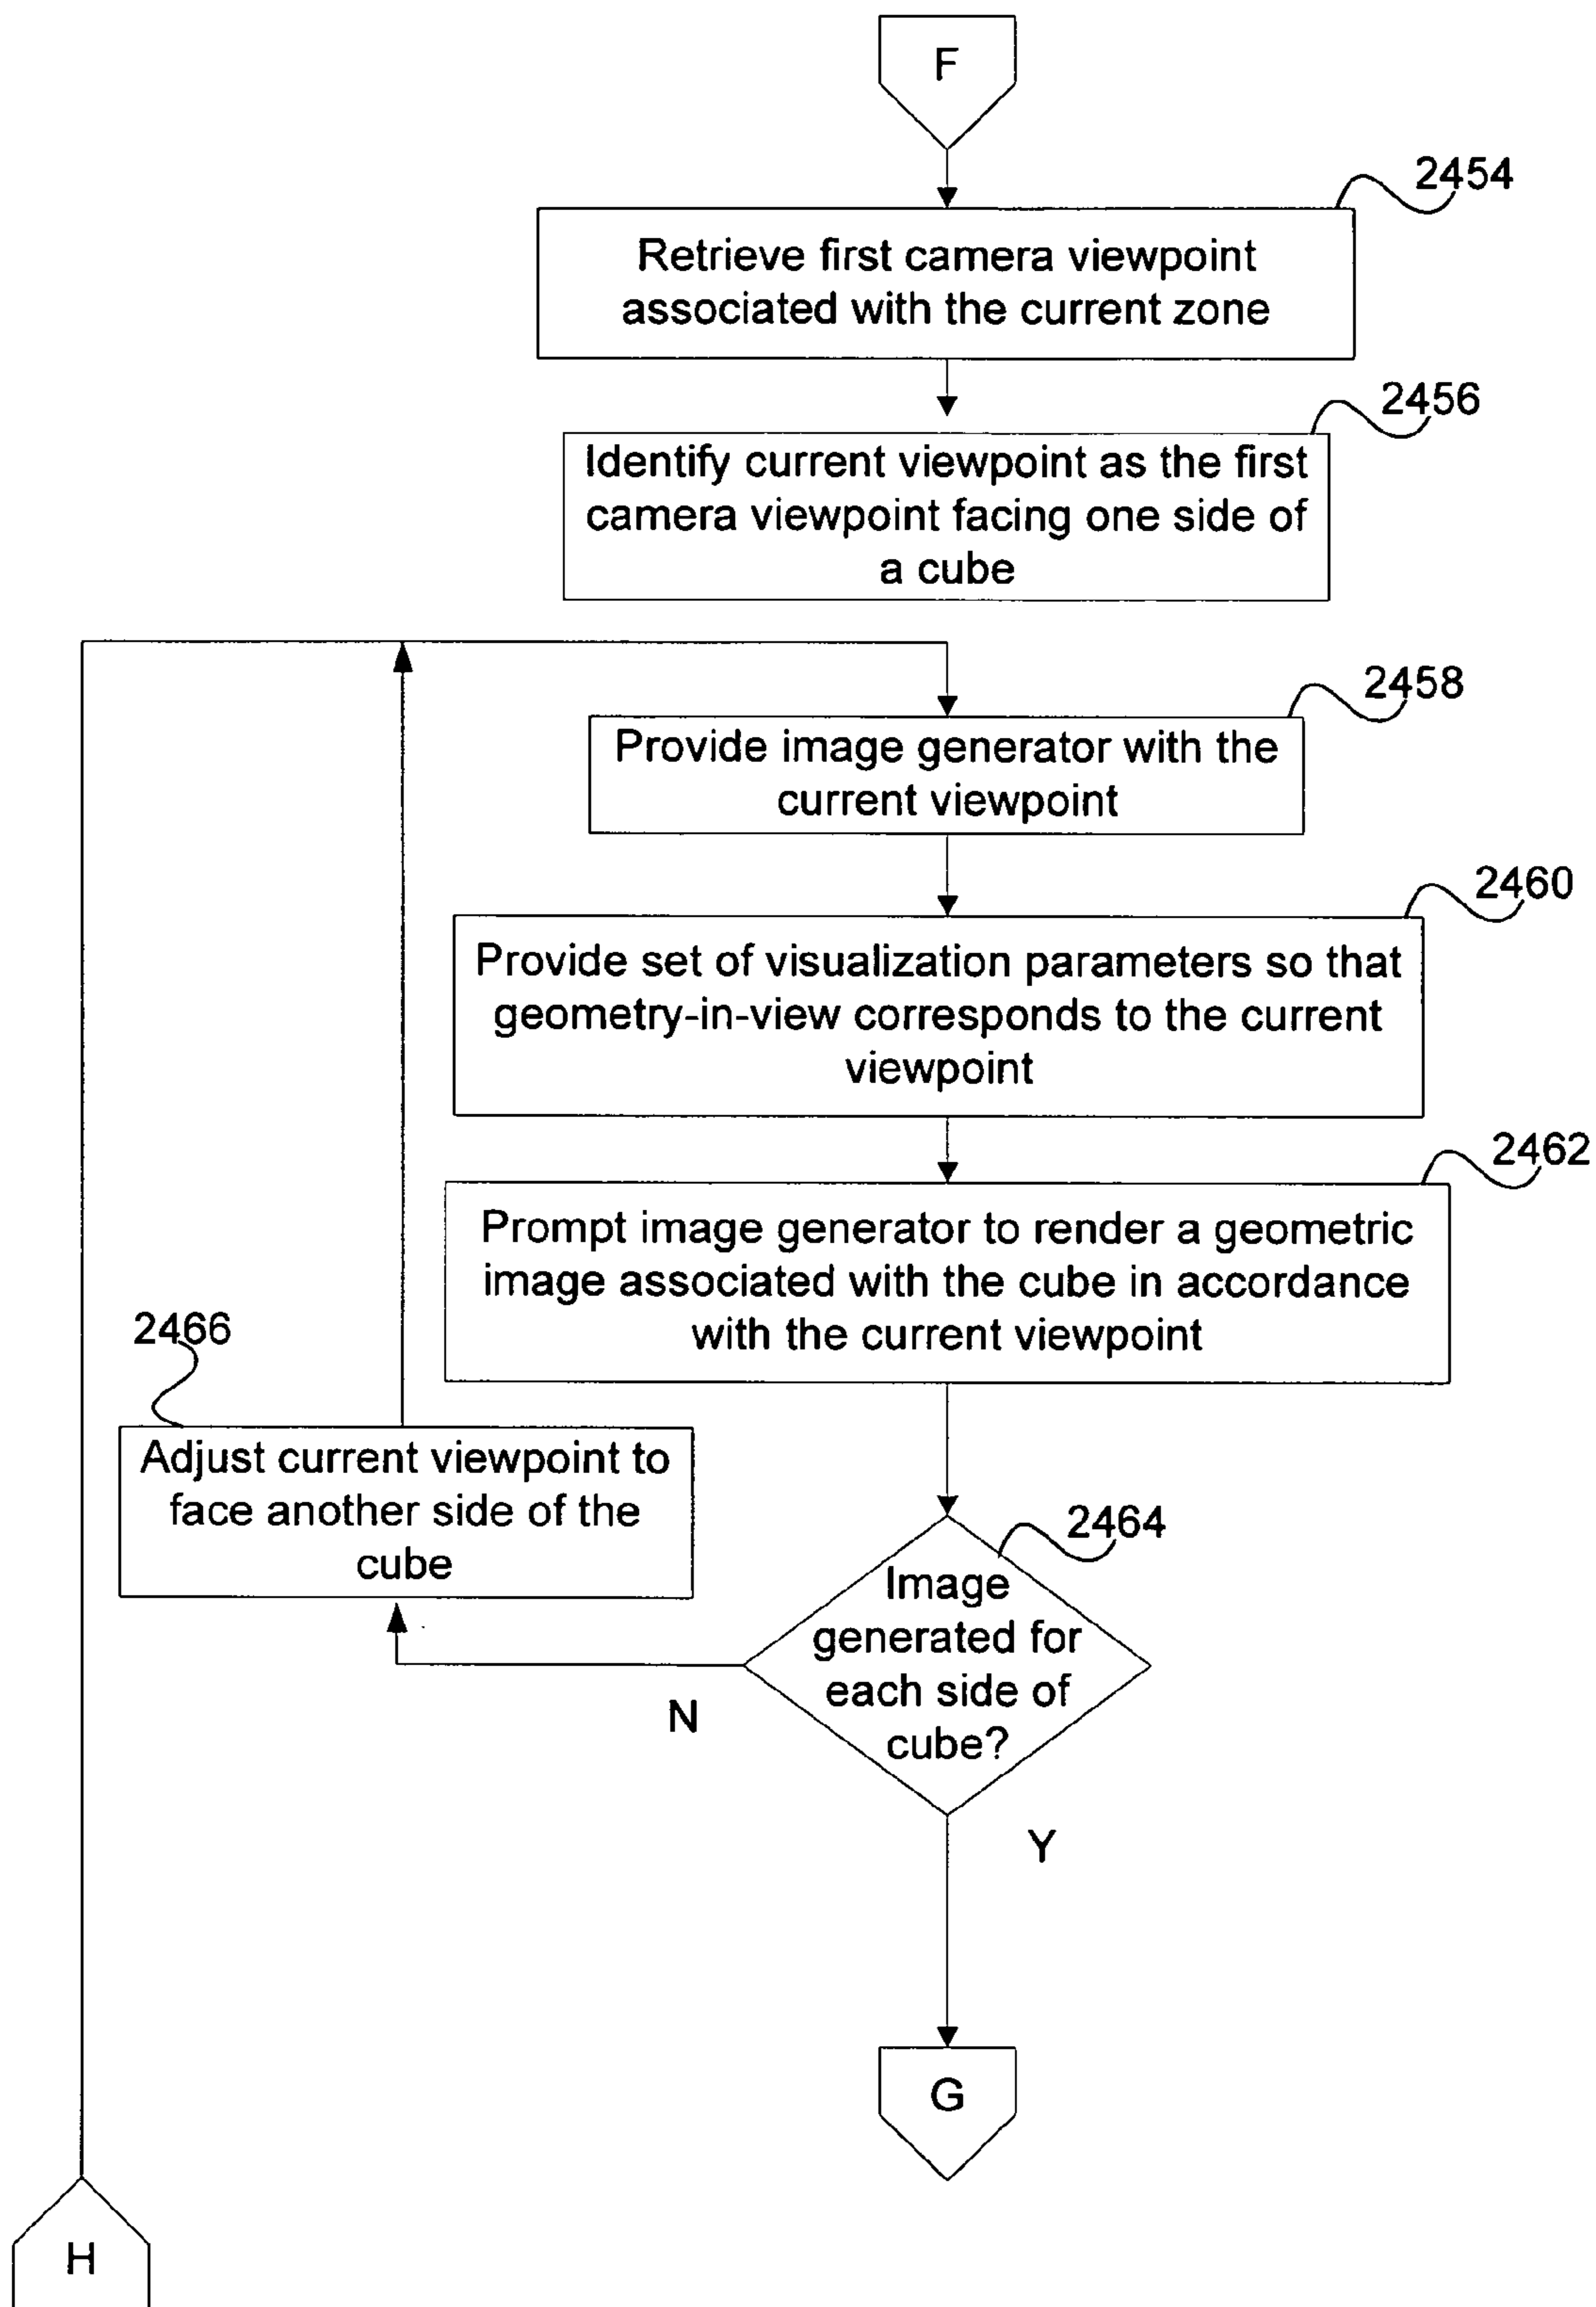 F
2454
Retrieve first camera viewpoint
associated with the current zone
2456
Identify current viewpoint as the first
camera viewpoint facing one side of
a cube
2458
Provide image generator with the
current viewpoint
2460
Provide set of visualization parameters so that
geometry-in-view corresponds to the current
viewpoint
2462
Prompt image generator to render a geometric
image associated with the cube in accordance
with the current viewpoint
2466
Adjust current viewpoint to
face another side of the
cube
2464
Image
generated for
each side of
cube?
N
Y
G
H